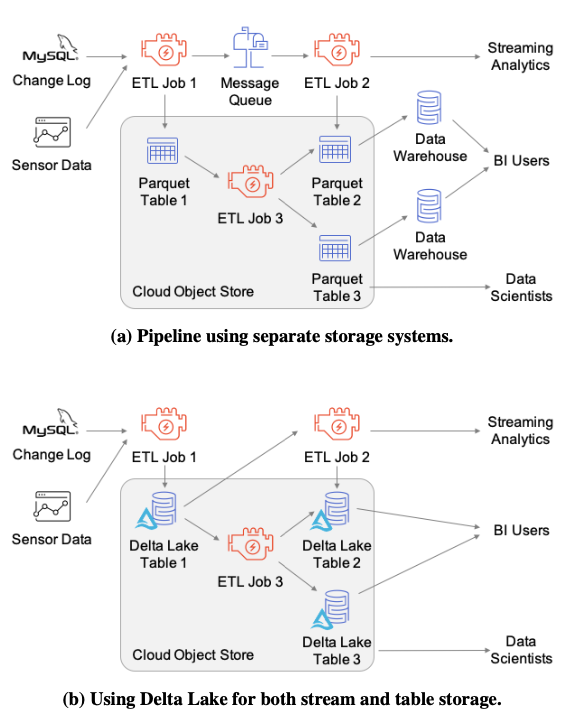 MySQL
Change Log
Sensor Data
ETL Job 1
Message
Queue
ETL Job 2
Streaming
Analytics
Parquet
Table 1
ETL Job 3
Parquet
Table 2
Parquet
Table 3
Data
Warehouse
Data
Warehouse
BI Users
Cloud Object Store
Data
Scientists
(a) Pipeline using separate storage systems.
MySQL
Change Log
Sensor Data
ETL Job 1
ETL Job 2
Streaming
Analytics
Delta Lake
Table 1
ETL Job 3
Delta Lake
Table 2
Delta Lake
Table 3
BI Users
Cloud Object Store
Data
Scientists
(b) Using Delta Lake for both stream and table storage.